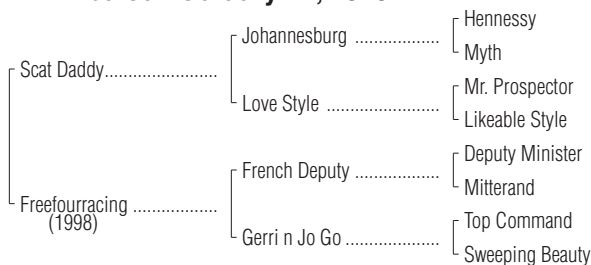 Scat Daddy
Johannesburg
Hennessy
Myth
Love Style
Mr. Prospector
Likeable Style
Freefourracing
(1998)
French Deputy
Deputy Minister
Mitterand
Gerri n Jo Go
Top Command
Sweeping Beauty